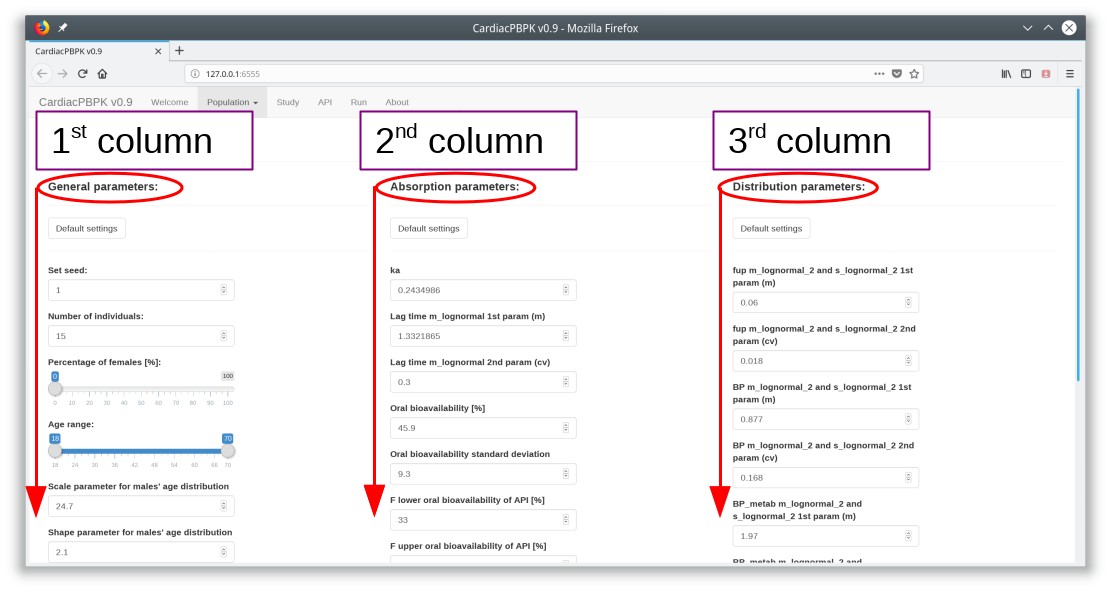 CardiacPBPK v0.9 - Mozilla Firefox
CardiacPBPK v0.9
127.0.0.1:6555
CardiacPBPK v0.9 Welcome Population Study API Run About
1st column
2nd column
3rd column
General parameters:
Default settings
Set seed:
1
Number of individuals:
15
Percentage of females [%]:
0 100
0 10 20 30 40 50 60 70 80 90 100
Age range:
18 70
18 24 30 36 42 48 54 60 66 70
Scale parameter for males' age distribution
24.7
Shape parameter for males' age distribution
2.1
Absorption parameters:
Default settings
ka
0.2434986
Lag time m_lognormal 1st param (m)
1.3321865
Lag time m_lognormal 2nd param (cv)
0.3
Oral bioavailability [%]
45.9
Oral bioavailability standard deviation
9.3
F lower oral bioavailability of API [%]
33
F upper oral bioavailability of API [%]
Distribution parameters:
Default settings
fup m_lognormal_2 and s_lognormal_2 1st
param (m)
0.06
fup m_lognormal_2 and s_lognormal_2 2nd
param (cv)
0.018
BP m_lognormal_2 and s_lognormal_2 1st
param (m)
0.877
BP m_lognormal_2 and s_lognormal_2 2nd
param (cv)
0.168
BP_metab m_lognormal_2 and
s_lognormal_2 1st param (m)
1.97
BP_metab m_lognormal_2 and